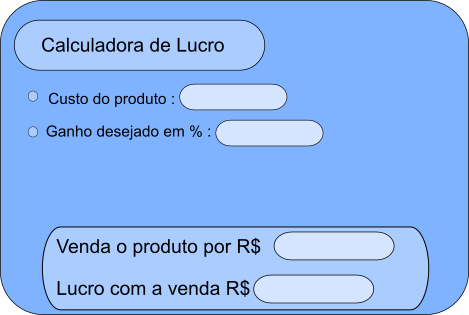 Calculadora de Lucro
Custo do produto :
Ganho desejado em % :
Venda o produto por R$
Lucro com a venda R$